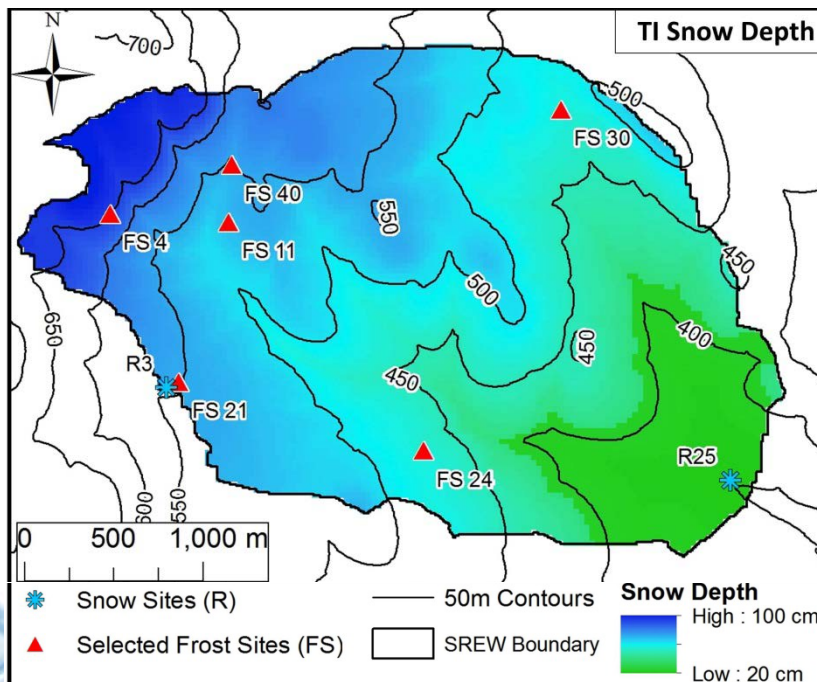 N
TI Snow Depth
700
500
FS 30
FS 40
550
FS 4
FS 11
450
500
650
400
450
R3
450
FS 21
R25
FS 24
600
550
0 500 1,000 m
Snow Sites (R)
50m Contours
Snow Depth
High : 100 cm
Selected Frost Sites (FS)
SREW Boundary
Low : 20 cm